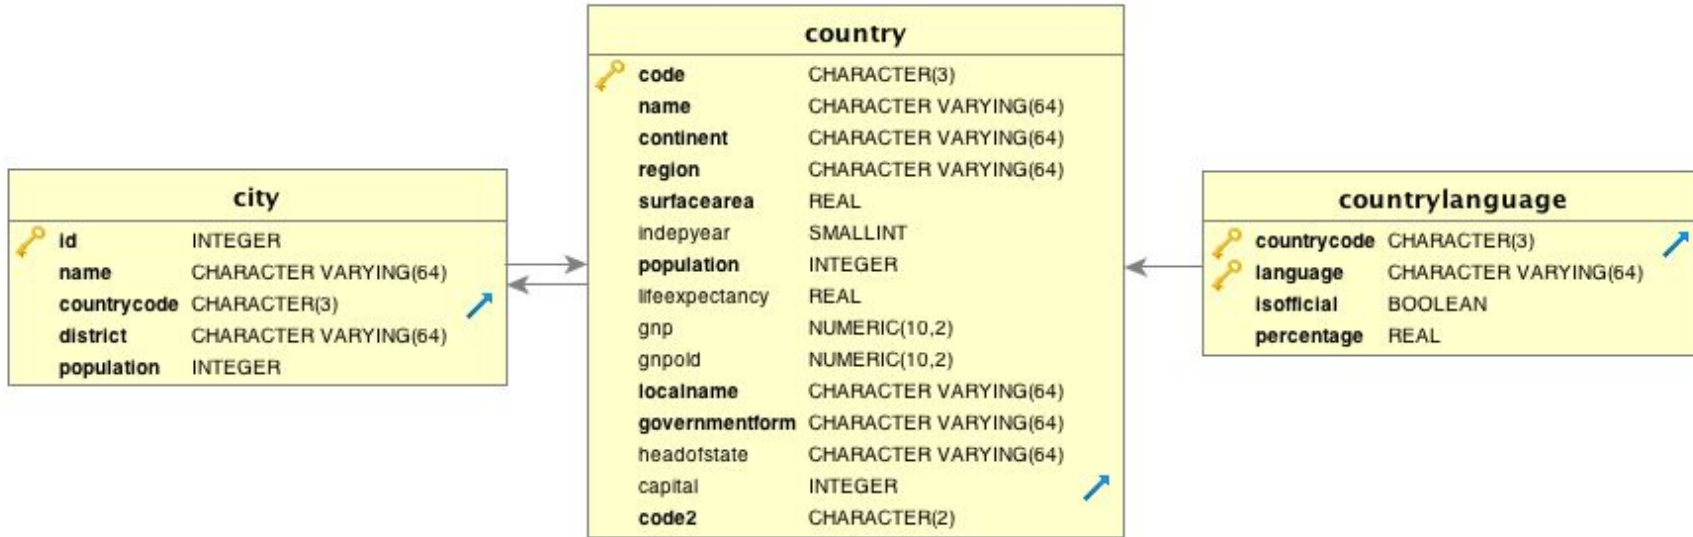 city
id INTEGER
name CHARACTER VARYING(64)
countrycode CHARACTER(3)
district CHARACTER VARYING(64)
population INTEGER
country
code CHARACTER(3)
name CHARACTER VARYING(64)
continent CHARACTER VARYING(64)
region CHARACTER VARYING(64)
surfacearea REAL
indepyear SMALLINT
population INTEGER
lifeexpectancy REAL
gnp NUMERIC(10,2)
gnpold NUMERIC(10,2)
localname CHARACTER VARYING(64)
governmentform CHARACTER VARYING(64)
headofstate CHARACTER VARYING(64)
capital INTEGER
code2 CHARACTER(2)
countrylanguage
countrycode CHARACTER(3)
language CHARACTER VARYING(64)
isofficial BOOLEAN
percentage REAL